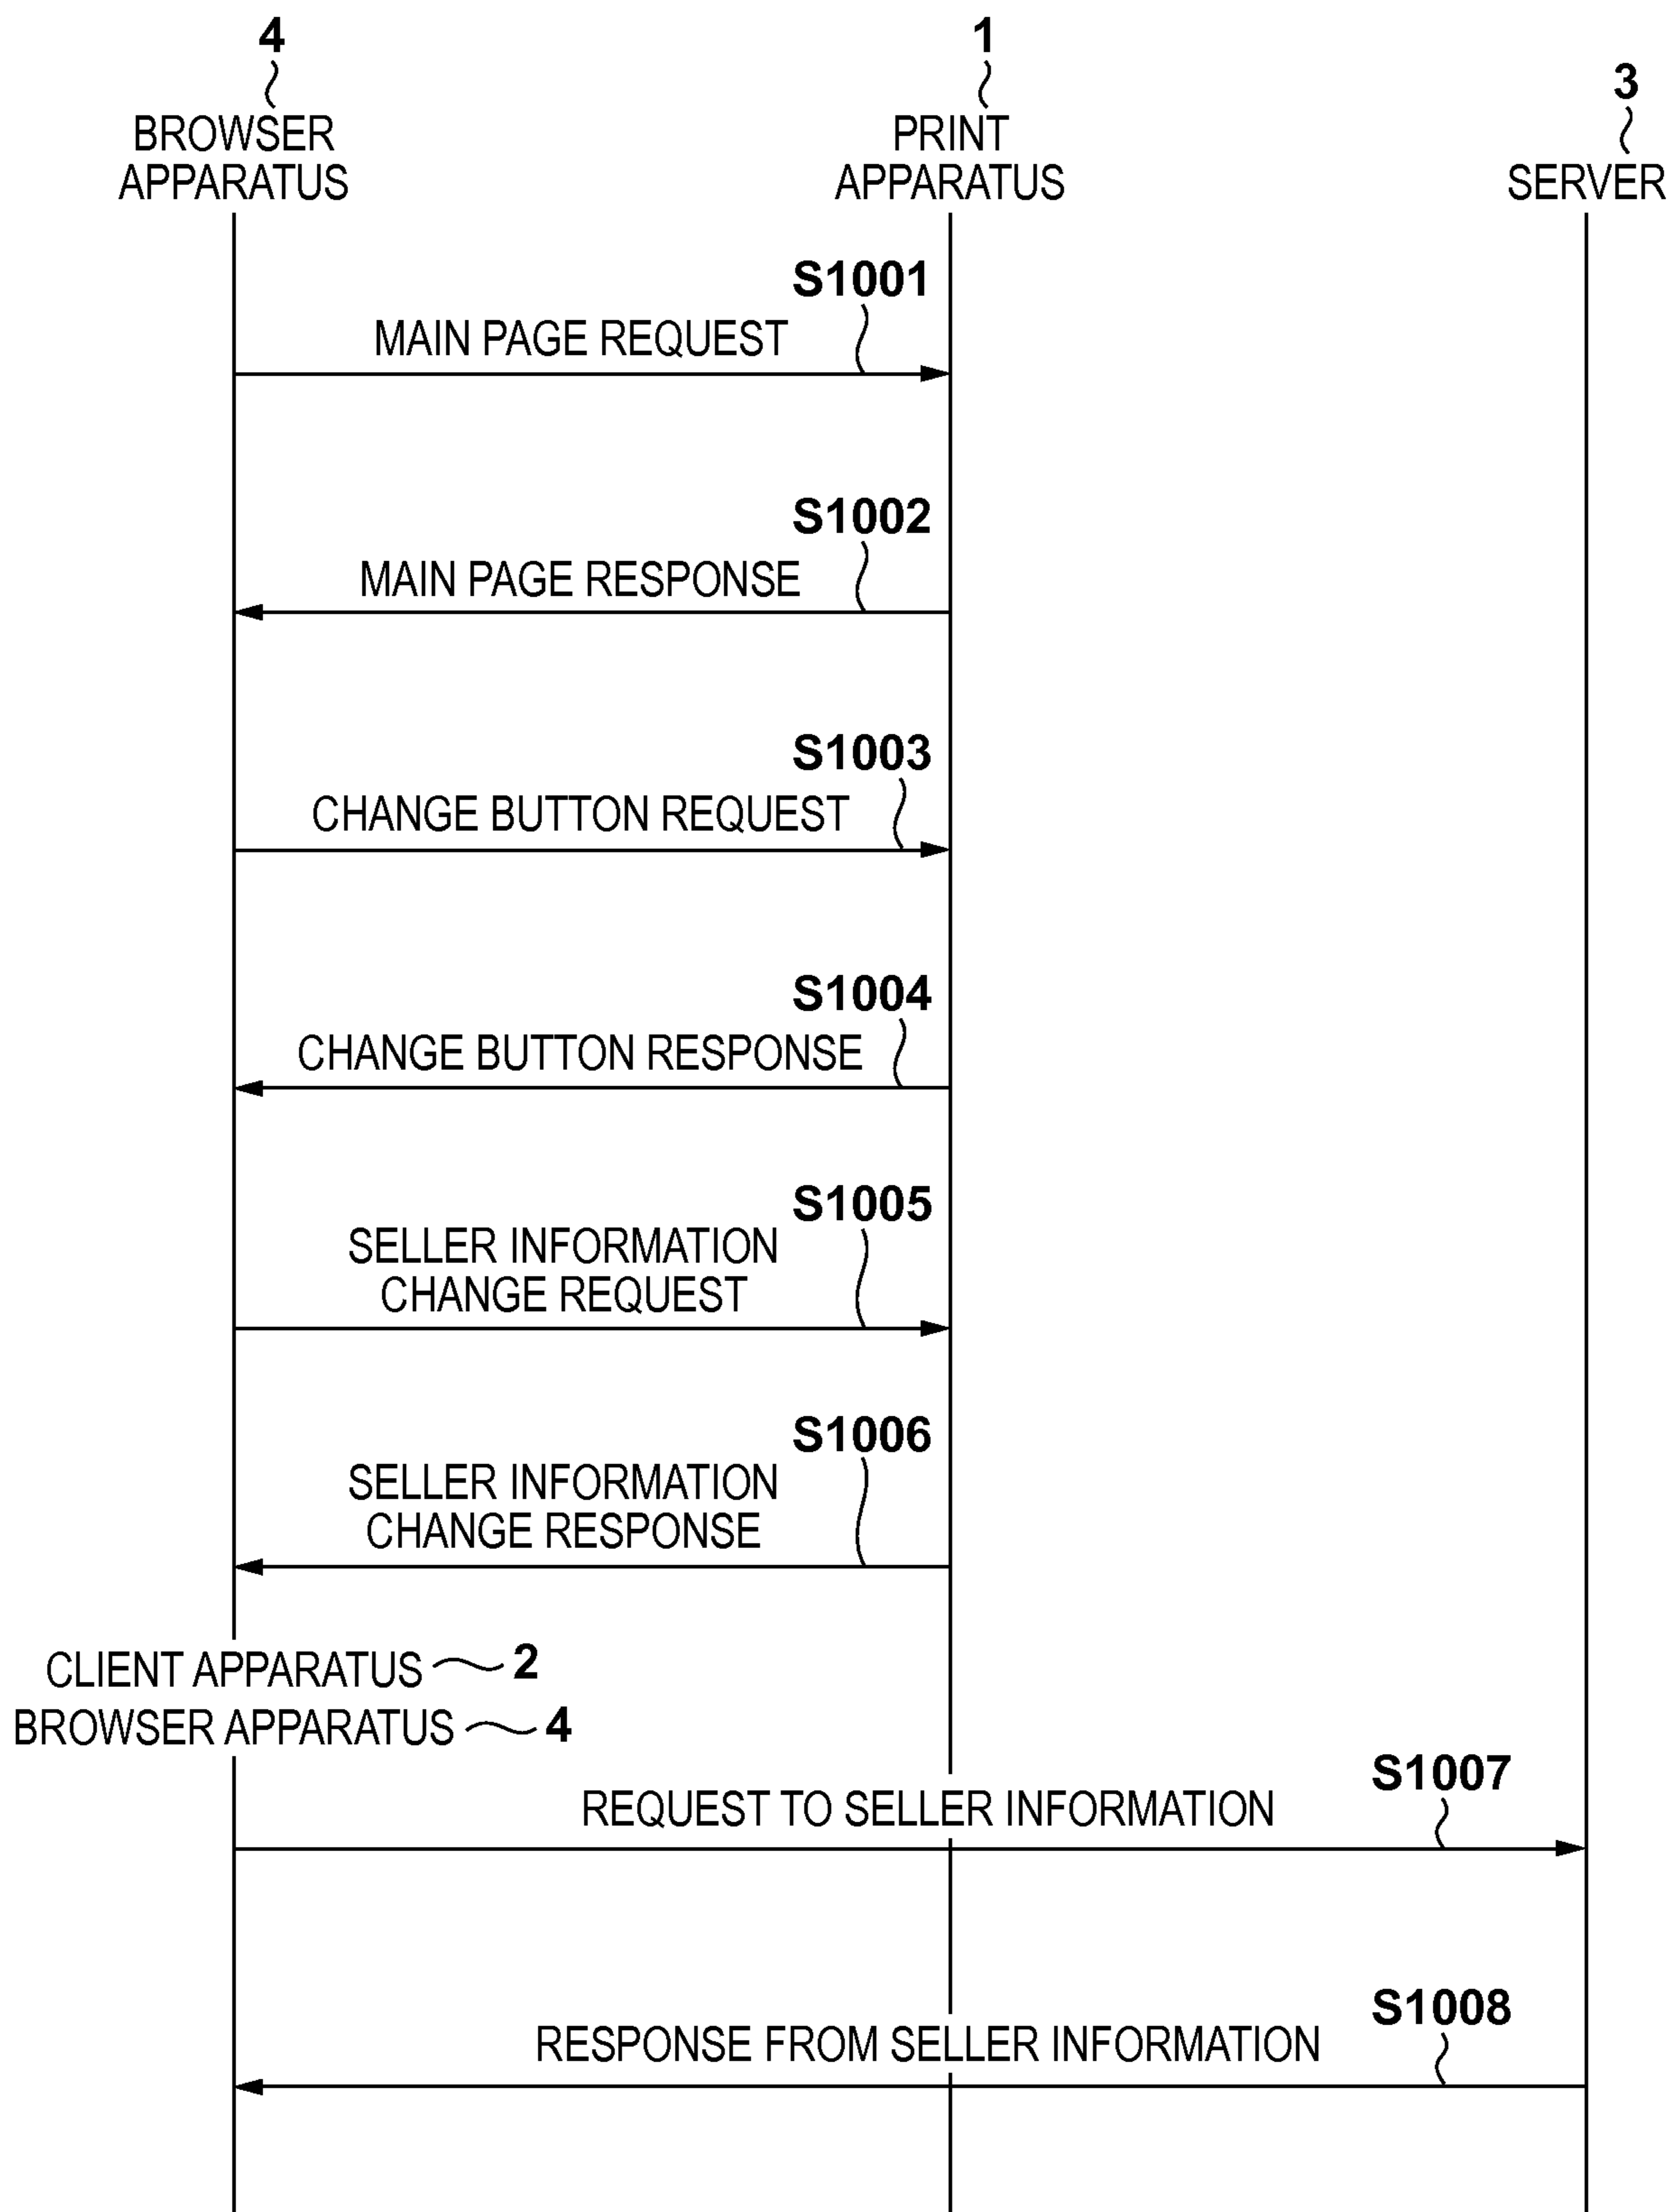 4
BROWSER
APPARATUS
1
PRINT
APPARATUS
3
SERVER
S1001
MAIN PAGE REQUEST
S1002
MAIN PAGE RESPONSE
S1003
CHANGE BUTTON REQUEST
S1004
CHANGE BUTTON RESPONSE
S1005
SELLER INFORMATION
CHANGE REQUEST
S1006
SELLER INFORMATION
CHANGE RESPONSE
CLIENT APPARATUS 2
BROWSER APPARATUS 4
S1007
REQUEST TO SELLER INFORMATION
S1008
RESPONSE FROM SELLER INFORMATION